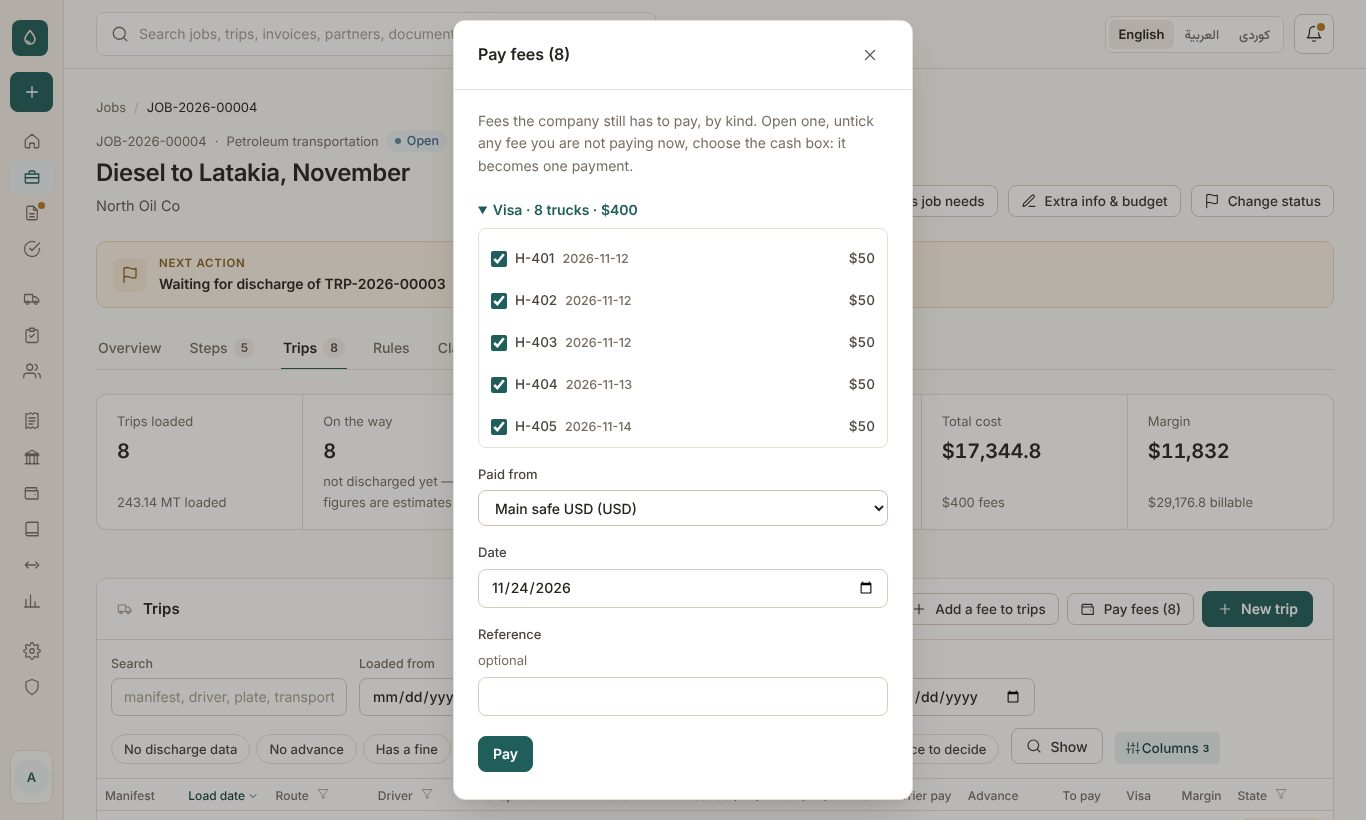 Search jobs, trips, invoices, partners, document
English
العربية
کوردی
Pay fees (8)
Fees the company still has to pay, by kind. Open one, untick
any fee you are not paying now, choose the cash box: it
becomes one payment.
Visa · 8 trucks · $400
H-401 2026-11-12 $50
H-402 2026-11-12 $50
H-403 2026-11-12 $50
H-404 2026-11-13 $50
H-405 2026-11-14 $50
Paid from
Main safe USD (USD)
Date
11/24/2026
Reference
optional
Pay
Jobs / JOB-2026-00004
JOB-2026-00004 · Petroleum transportation Open
Diesel to Latakia, November
North Oil Co
s job needs
Extra info & budget
Change status
NEXT ACTION
Waiting for discharge of TRP-2026-00003
Overview Steps 5 Trips 8 Rules
Trips loaded
8
243.14 MT loaded
On the way
8
not discharged yet —
figures are estimates
Total cost
$17,344.8
$400 fees
Margin
$11,832
$29,176.8 billable
Trips
Add a fee to trips
Pay fees (8)
New trip
Search
manifest, driver, plate, transport
Loaded from
mm/dd/yyy
/dd/yyyy
No discharge data
No advance
Has a fine
ce to decide
Show
Columns 3
Manifest Load date Route Driver
rier pay Advance To pay Visa Margin State
A